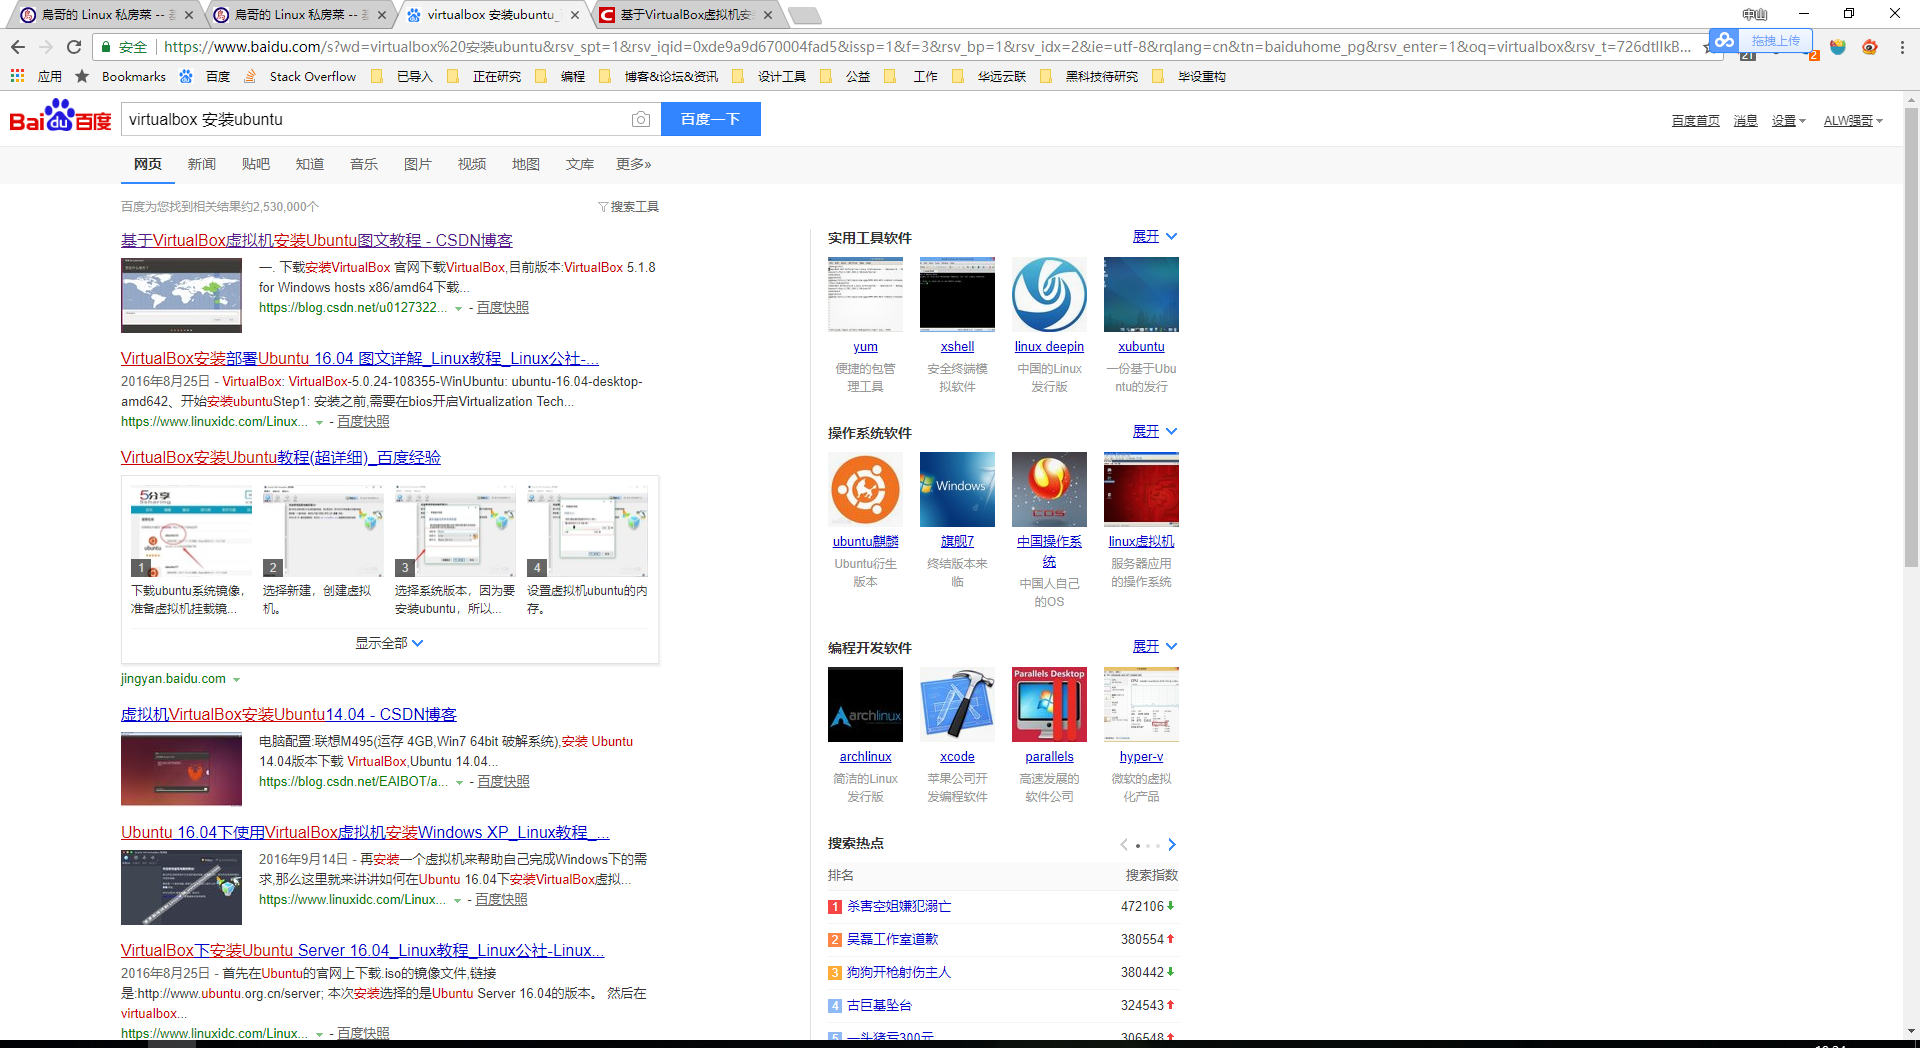 鳥哥的 Linux 私房菜 --
鳥哥的 Linux 私房菜 --
virtualbox 安装ubuntu_
基于VirtualBox虚拟机安
中山
安全
https://www.baidu.com/s?wd=virtualbox%20安装ubuntu&rsv_spt=1&rsv_iqid=0xde9a9d670004fad5&issp=1&f=3&rsv_bp=1&rsv_idx=2&ie=utf-8&rqlang=cn&tn=baiduhome_pg&rsv_enter=1&oq=virtualbox&rsv_t=726dtIlkB...
拖拽上传
21
2
应用 Bookmarks 百度 Stack Overflow 已导入 正在研究 编程 博客&论坛&资讯 设计工具 公益 工作 华远云联 黑科技待研究 毕设重构
Bai du 百度
virtualbox 安装ubuntu
百度一下
百度首页 消息 设置 ALW强哥
网页 新闻 贴吧 知道 音乐 图片 视频 地图 文库 更多»
百度为您找到相关结果约2,530,000个
搜索工具
基于VirtualBox虚拟机安装Ubuntu图文教程 - CSDN博客
一. 下载安装VirtualBox 官网下载VirtualBox,目前版本:VirtualBox 5.1.8
for Windows hosts x86/amd64下载...
https://blog.csdn.net/u0127322... - 百度快照
VirtualBox安装部署Ubuntu 16.04 图文详解_Linux教程_Linux公社-...
2016年8月25日 - VirtualBox: VirtualBox-5.0.24-108355-WinUbuntu: ubuntu-16.04-desktop-
amd642、开始安装ubuntuStep1: 安装之前,需要在bios开启Virtualization Tech...
https://www.linuxidc.com/Linux... - 百度快照
VirtualBox安装Ubuntu教程(超详细)_百度经验
5分享
ubuntu
1 2 3 4
下载ubuntu系统镜像，
准备虚拟机挂载镜...
选择新建，创建虚拟
机。
选择系统版本，因为要
安装ubuntu，所以...
设置虚拟机ubuntu的内
存。
显示全部
jingyan.baidu.com
虚拟机VirtualBox安装Ubuntu14.04 - CSDN博客
电脑配置:联想M495(运存 4GB,Win7 64bit 破解系统),安装 Ubuntu
14.04版本下载 VirtualBox,Ubuntu 14.04...
https://blog.csdn.net/EAIBOT/a... - 百度快照
Ubuntu 16.04下使用VirtualBox虚拟机安装Windows XP_Linux教程_...
2016年9月14日 - 再安装一个虚拟机来帮助自己完成Windows下的需
求,那么这里就来讲讲如何在Ubuntu 16.04下安装VirtualBox虚拟...
https://www.linuxidc.com/Linux... - 百度快照
VirtualBox下安装Ubuntu Server 16.04_Linux教程_Linux公社-Linux...
2016年8月25日 - 首先在Ubuntu的官网上下载.iso的镜像文件,链接
是:http://www.ubuntu.org.cn/server; 本次安装选择的是Ubuntu Server 16.04的版本。 然后在
virtualbox...
https://www.linuxidc.com/Linux... - 百度快照
实用工具软件 展开
yum
便捷的包管
理工具
xshell
安全终端模
拟软件
linux deepin
中国的Linux
发行版
xubuntu
一份基于Ubu
ntu的发行
操作系统软件 展开
Windows
COS
ubuntu麒麟
Ubuntu衍生
版本
旗舰7
终结版本来
临
中国操作系
统
中国人自己
的OS
linux虚拟机
服务器应用
的操作系统
编程开发软件 展开
archlinux
Parallels Desktop
archlinux
简洁的Linux
发行版
xcode
苹果公司开
发编程软件
parallels
高速发展的
软件公司
hyper-v
微软的虚拟
化产品
搜索热点
排名 搜索指数
1 杀害空姐嫌犯溺亡 472106
2 吴磊工作室道歉 380554
3 狗狗开枪射伤主人 380442
4 古巨基坠台 324543
5 一头猪亏300元 306548